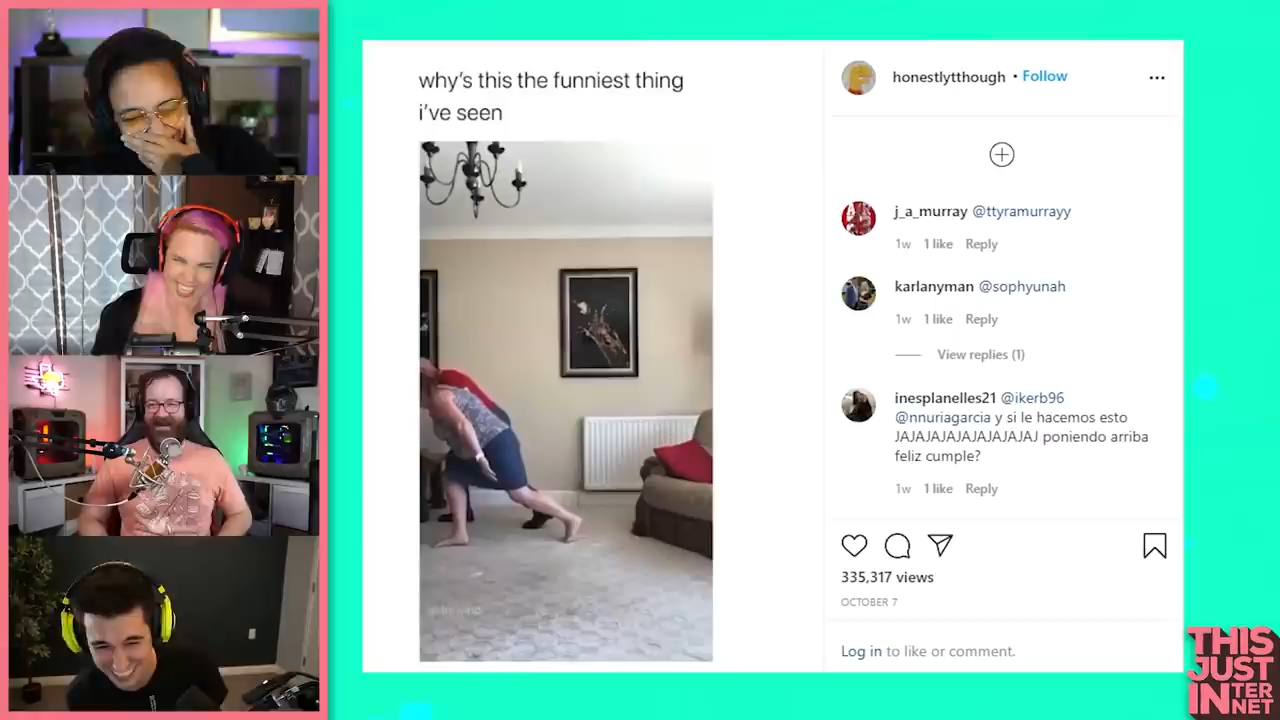 why's this the funniest thing
i've seen
honestlytthough • Follow
j_a_murray @ttyramurrayy
1w 1 like Reply
karlanyman @sophyunah
1w 1 like Reply
View replies (1)
inesplanelles21 @ikerb96
@nnuriagarcia y si le hacemos esto
JAJAJAJAJAJAJAJAJ poniendo arriba
feliz cumple?
1w 1 like Reply
335,317 views
OCTOBER 7
Log in to like or comment.
THIS
JUST
INTER
NET